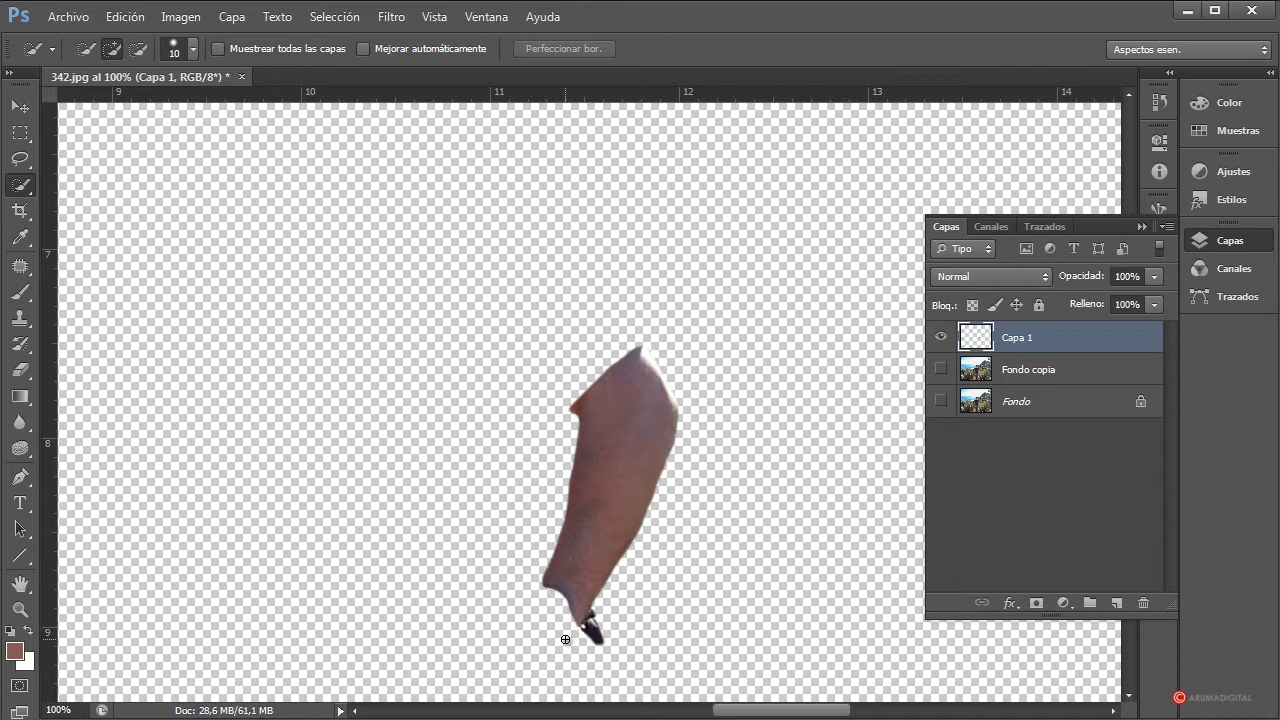 Ps Archivo Edición Imagen Capa Texto Selección Filtro Vista Ventana Ayuda
10 Muestrear todas las capas Mejorar automáticamente Perfeccionar bor. Aspectos esen.
342.jpg al 100% (Capa 1, RGB/8*) * ×
9 10 11 12 13 14
7
8
9
Color
Muestras
Ajustes
Estilos
Capas
Canales
Trazados
Capas Canales Trazados
Tipo
Normal Opacidad: 100%
Bloq.: Relleno: 100%
Capa 1
Fondo copia
Fondo
fx
100% Doc: 28,6 MB/61,1 MB
© ARUMADIGITAL